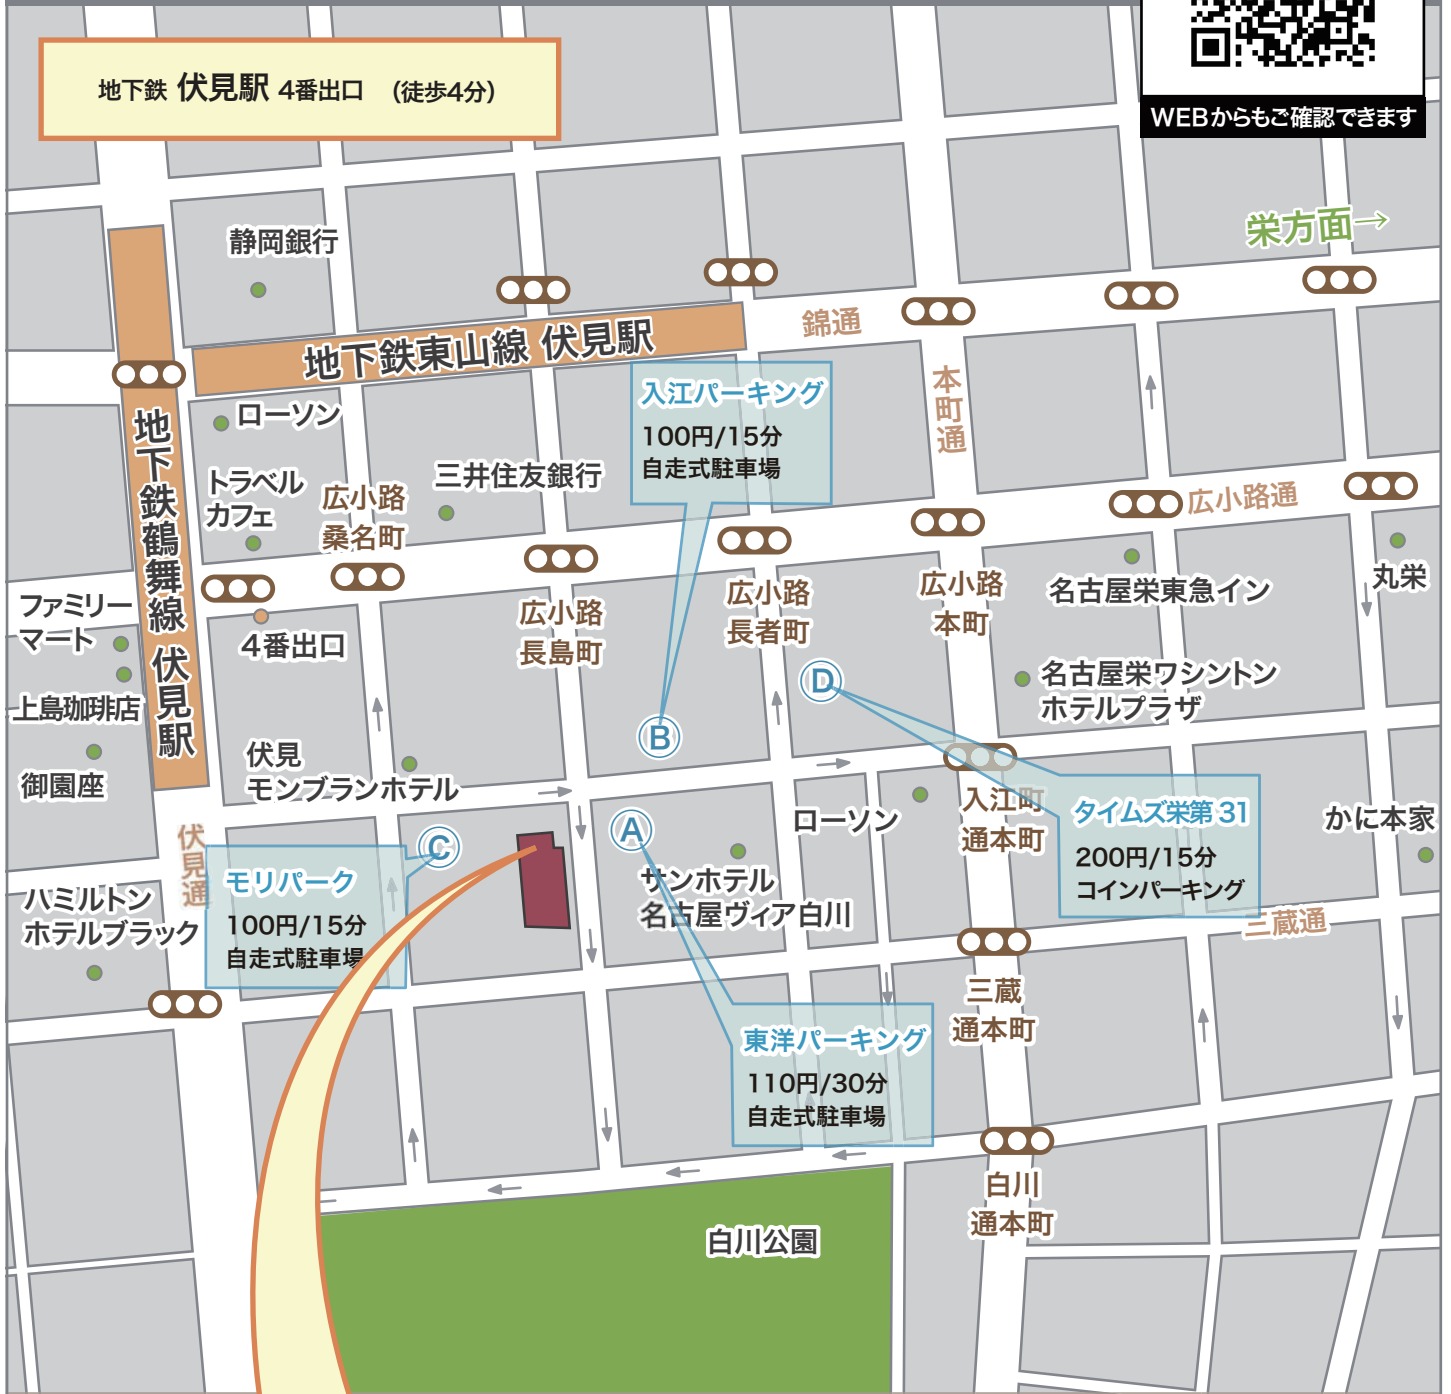 地下鉄 伏見駅 4番出口 (徒歩4分)
WEBからもご確認できます
栄方面→
静岡銀行
錦通
地下鉄東山線 伏見駅
地下鉄鶴舞線 伏見駅
本町通
入江パーキング
100円/15分
自走式駐車場
ローソン
トラベル
カフェ
広小路
桑名町
三井住友銀行
広小路通
ファミリー
マート
4番出口
広小路
長島町
広小路
長者町
広小路
本町
名古屋栄東急イン
丸栄
上島珈琲店
名古屋栄ワシントン
ホテルプラザ
D
B
御園座
伏見
モンブランホテル
入江町
通本町
タイムズ栄第31
200円/15分
コインパーキング
ローソン
かに本家
伏見通
C
A
モリパーク
100円/15分
自走式駐車場
サンホテル
名古屋ヴィア白川
ハミルトン
ホテルブラック
三蔵通
三蔵
通本町
東洋パーキング
110円/30分
自走式駐車場
白川
通本町
白川公園